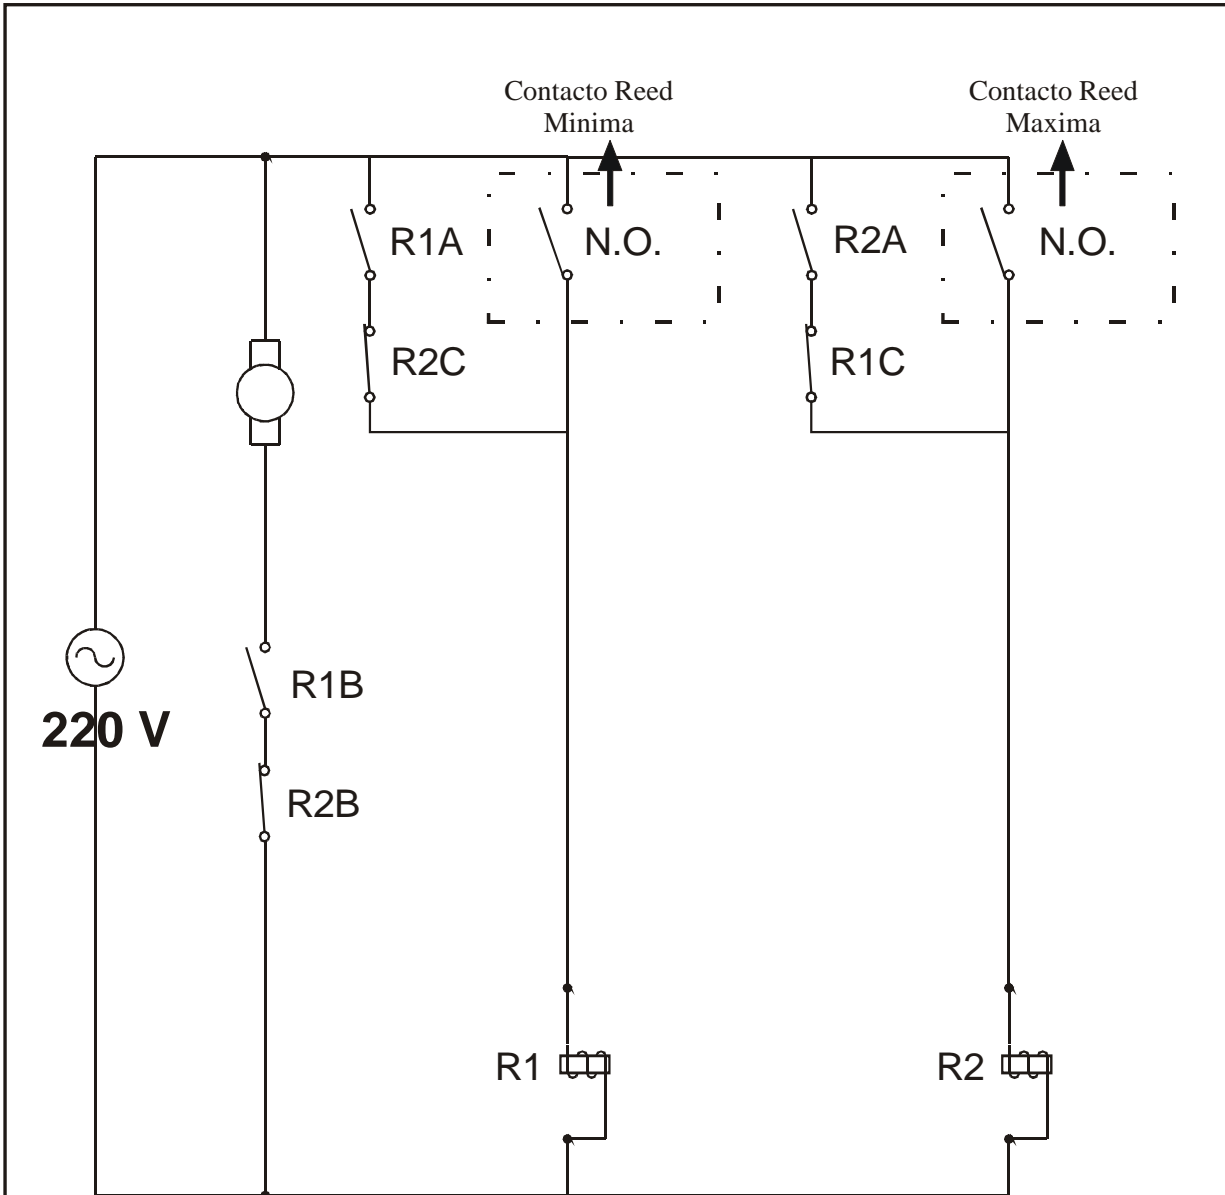 Contacto Reed
Minima
Contacto Reed
Maxima
R1A
N.O.
R2A
N.O.
R2C
R1C
R1B
220 V
R2B
R1
R2